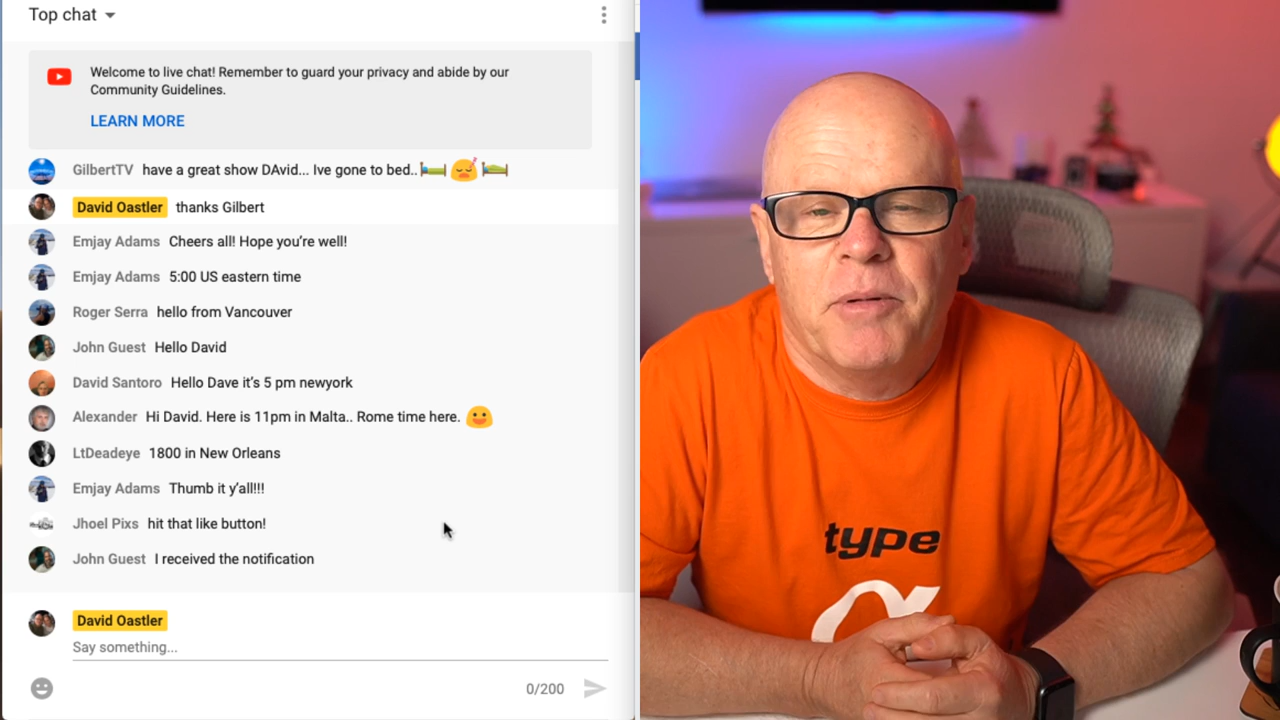 Top chat
Welcome to live chat! Remember to guard your privacy and abide by our
Community Guidelines.
LEARN MORE
GilbertTV have a great show DAvid... Ive gone to bed..
David Oastler thanks Gilbert
Emjay Adams Cheers all! Hope you're well!
Emjay Adams 5:00 US eastern time
Roger Serra hello from Vancouver
John Guest Hello David
David Santoro Hello Dave it's 5 pm newyork
Alexander Hi David. Here is 11pm in Malta.. Rome time here.
LtDeadeye 1800 in New Orleans
Emjay Adams Thumb it y'all!!!
Jhoel Pixs hit that like button!
John Guest I received the notification
David Oastler
Say something...
0/200
type
α